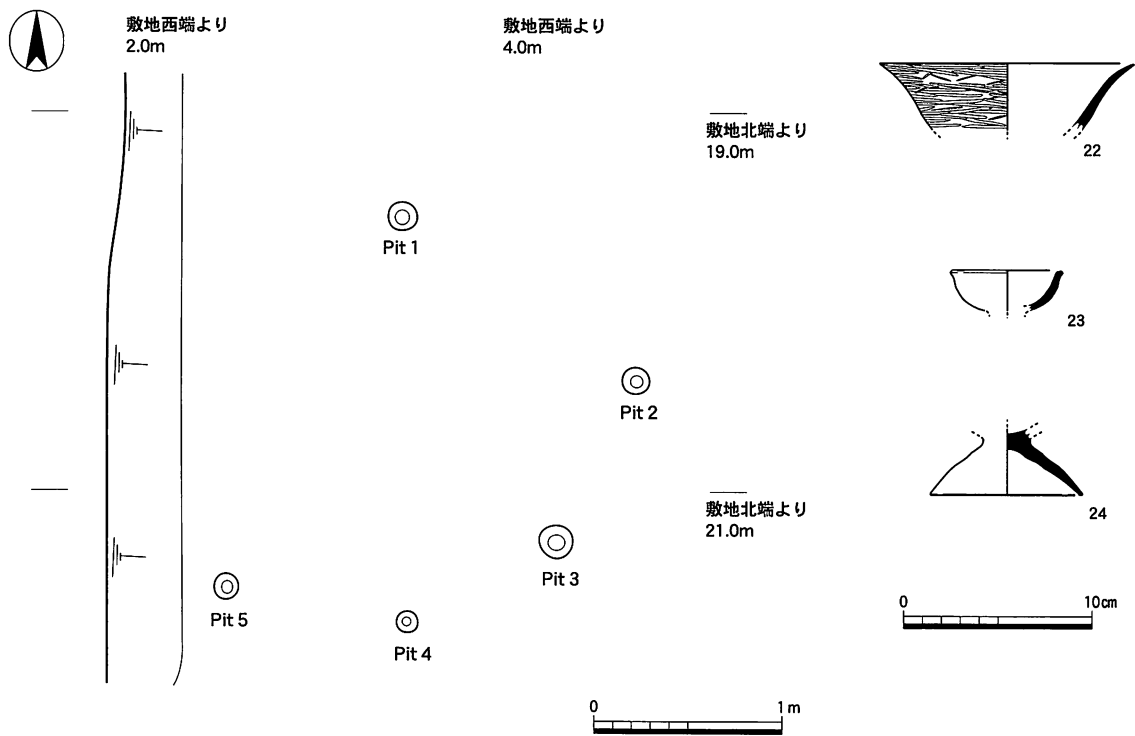 敷地西端より
2.0m
敷地西端より
4.0m
敷地北端より
19.0m
22
Pit 1
23
Pit 2
敷地北端より
21.0m
24
Pit 3
Pit 5
Pit 4
0 10cm
0 1m